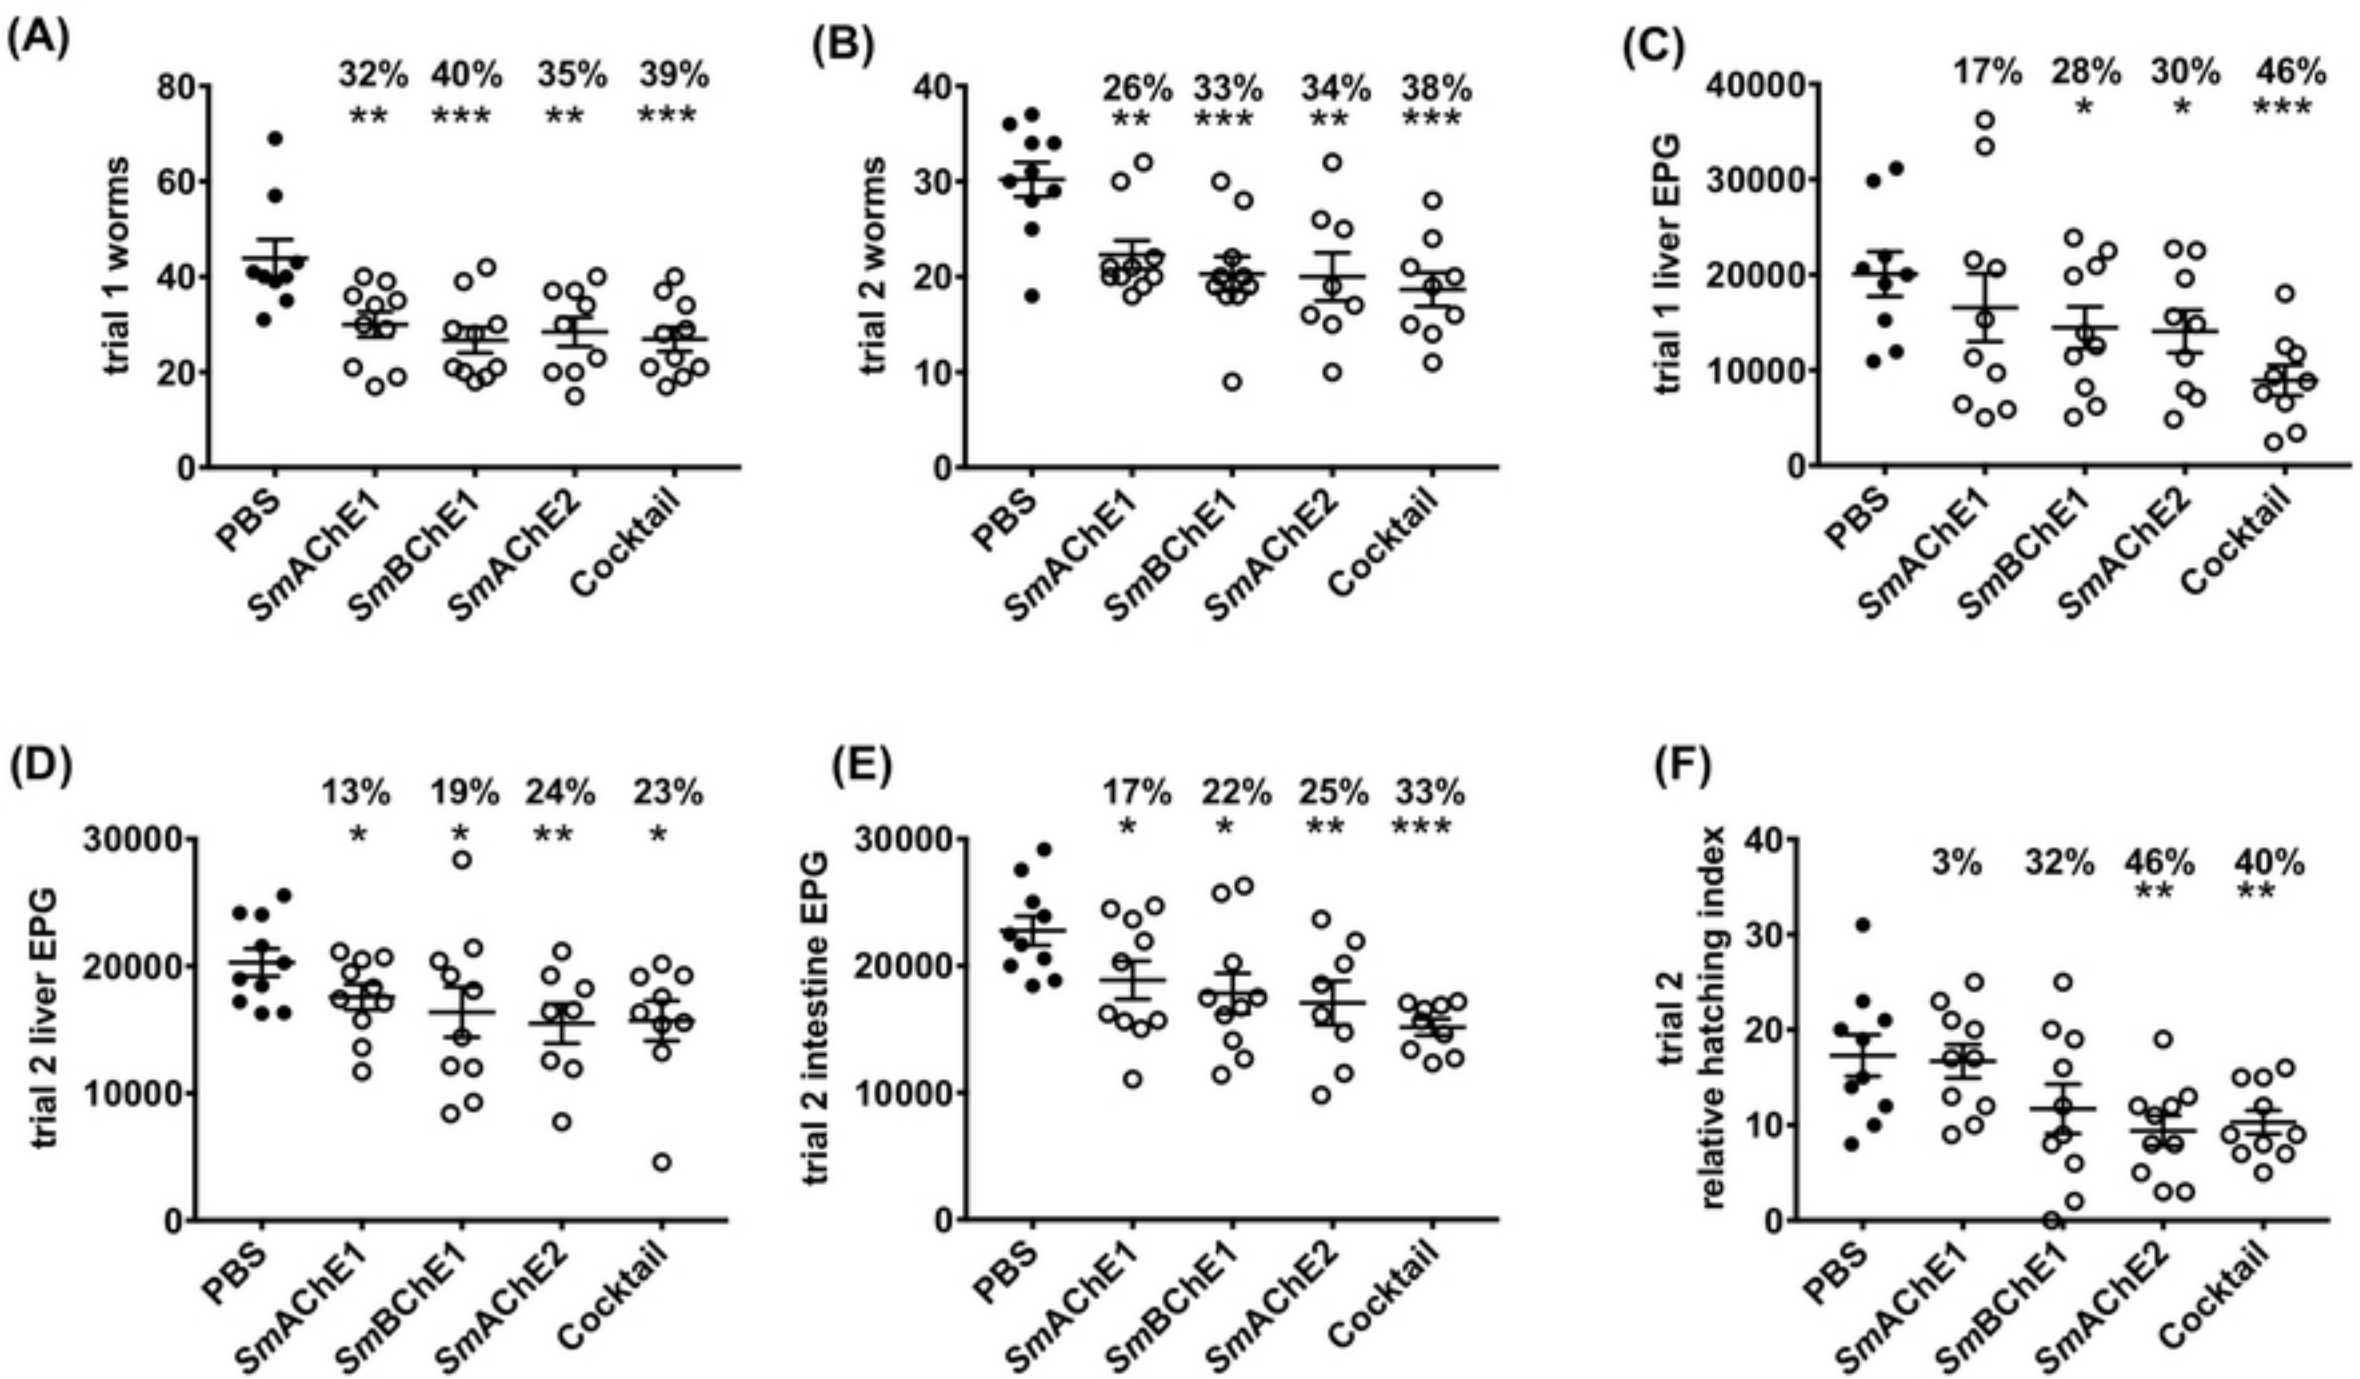 (A)
32% 40% 35% 39%
** *** ** ***
trial 1 worms
80
60
40
20
0
PBS
SmAChE1
SmBChE1
SmAChE2
Cocktail
(B)
26% 33% 34% 38%
** *** ** ***
trial 2 worms
40
30
20
10
0
PBS
SmAChE1
SmBChE1
SmAChE2
Cocktail
(C)
17% 28% 30% 46%
* * ***
trial 1 liver EPG
40000
30000
20000
10000
0
PBS
SmAChE1
SmBChE1
SmAChE2
Cocktail
(D)
13% 19% 24% 23%
* * ** *
trial 2 liver EPG
30000
20000
10000
0
PBS
SmAChE1
SmBChE1
SmAChE2
Cocktail
(E)
17% 22% 25% 33%
* * ** ***
trial 2 intestine EPG
30000
20000
10000
0
PBS
SmAChE1
SmBChE1
SmAChE2
Cocktail
(F)
3% 32% 46% 40%
** **
trial 2
relative hatching index
40
30
20
10
0
PBS
SmAChE1
SmBChE1
SmAChE2
Cocktail